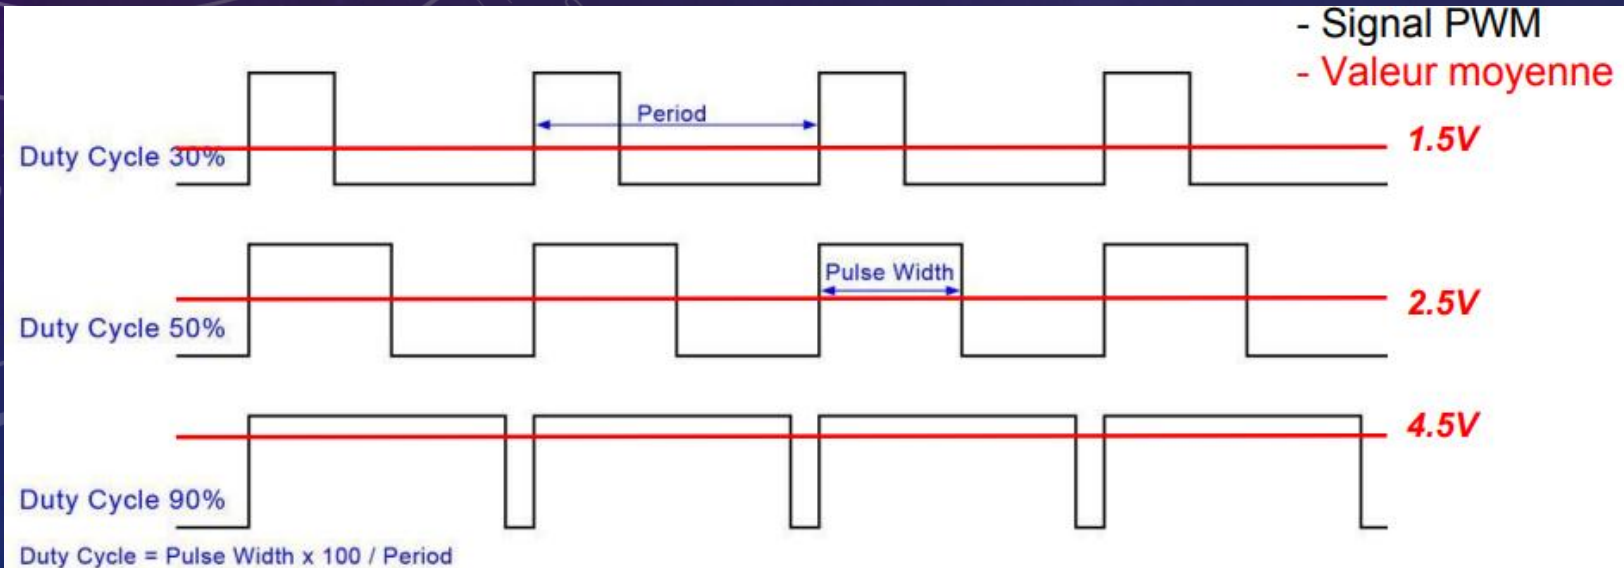 - Signal PWM
- Valeur moyenne
Period
Duty Cycle 30%
1.5V
Pulse Width
Duty Cycle 50%
2.5V
4.5V
Duty Cycle 90%
Duty Cycle = Pulse Width x 100 / Period